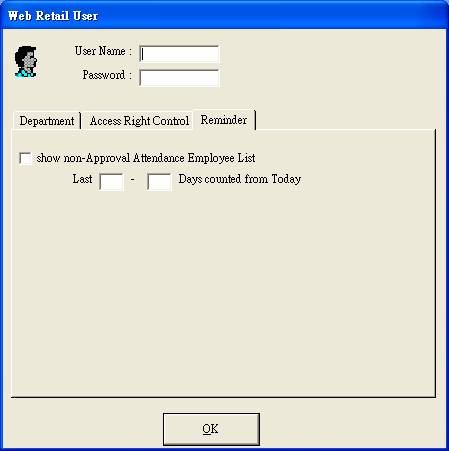 Web Retail User
User Name :
Password :
Department Access Right Control Reminder
show non-Approval Attendance Employee List
Last - Days counted from Today
OK